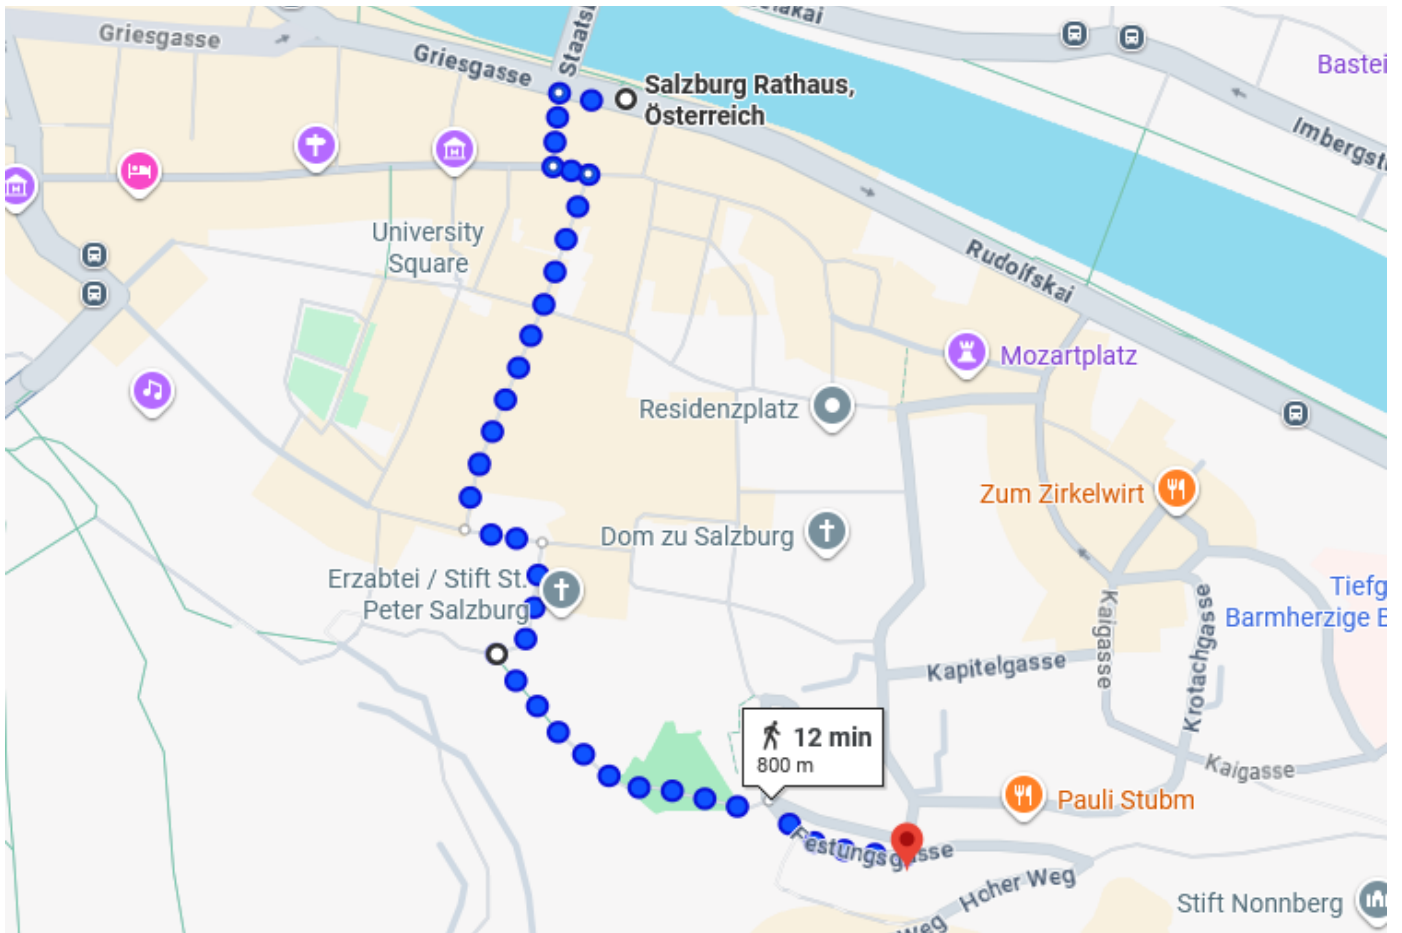 Griesgasse
Griesgasse
Salzburg Rathaus,
Österreich
Bastei
Imbergst
University
Square
Rudolfskai
Mozartplatz
Residenzplatz
Zum Zirkelwirt
Dom zu Salzburg
Erzabtei / Stift St.
Peter Salzburg
Tiefg
Barmherzige B
Kaigasse
Krotachgasse
Kapitelgasse
12 min
800 m
Kaigasse
Pauli Stubm
Festungsgasse
Hoher Weg
Stift Nonnberg
Weg